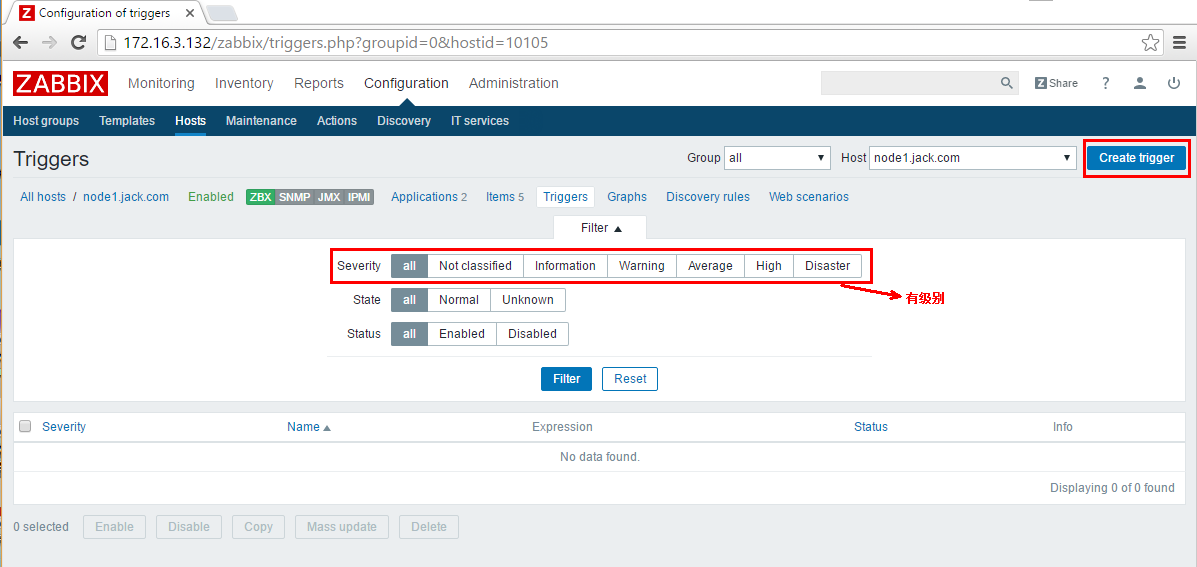 Configuration of triggers
172.16.3.132/zabbix/triggers.php?groupid=0&hostid=10105
ZABBIX Monitoring Inventory Reports Configuration Administration Z Share ?
Host groups Templates Hosts Maintenance Actions Discovery IT services
Triggers Group all Host node1.jack.com Create trigger
All hosts / node1.jack.com Enabled ZBX SNMP JMX IPMI Applications 2 Items 5 Triggers Graphs Discovery rules Web scenarios
Filter ▲
Severity all Not classified Information Warning Average High Disaster
有级别
State all Normal Unknown
Status all Enabled Disabled
Filter Reset
Severity Name ▲ Expression Status Info
No data found.
Displaying 0 of 0 found
0 selected Enable Disable Copy Mass update Delete